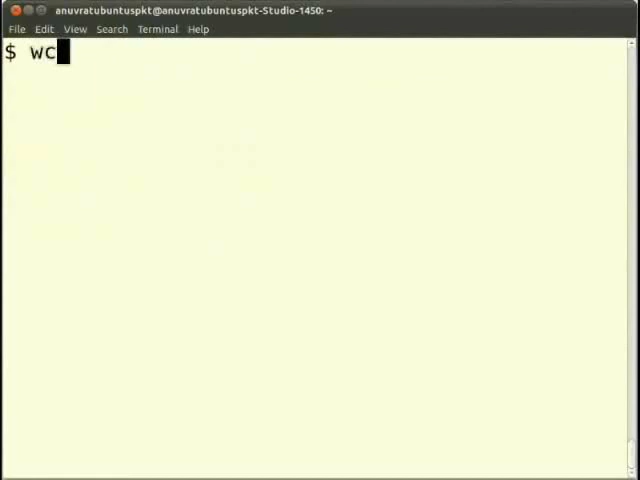 anuvratubuntuspkt@anuvratubuntuspkt-Studio-1450: ~
File Edit View Search Terminal Help
$ wc